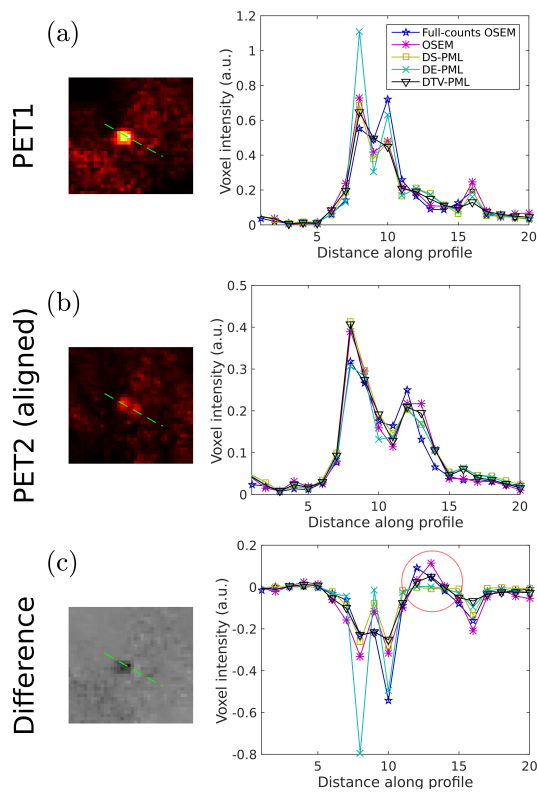 (a)
PET1
Voxel intensity (a.u.)
1.2
1
0.8
0.6
0.4
0.2
0
Full-counts OSEM
OSEM
DS-PML
DE-PML
DTV-PML
5 10 15 20
Distance along profile
(b)
PET2 (aligned)
Voxel intensity (a.u.)
0.5
0.4
0.3
0.2
0.1
0
5 10 15 20
Distance along profile
(c)
Difference
Voxel intensity (a.u.)
0.2
0
-0.2
-0.4
-0.6
-0.8
5 10 15 20
Distance along profile